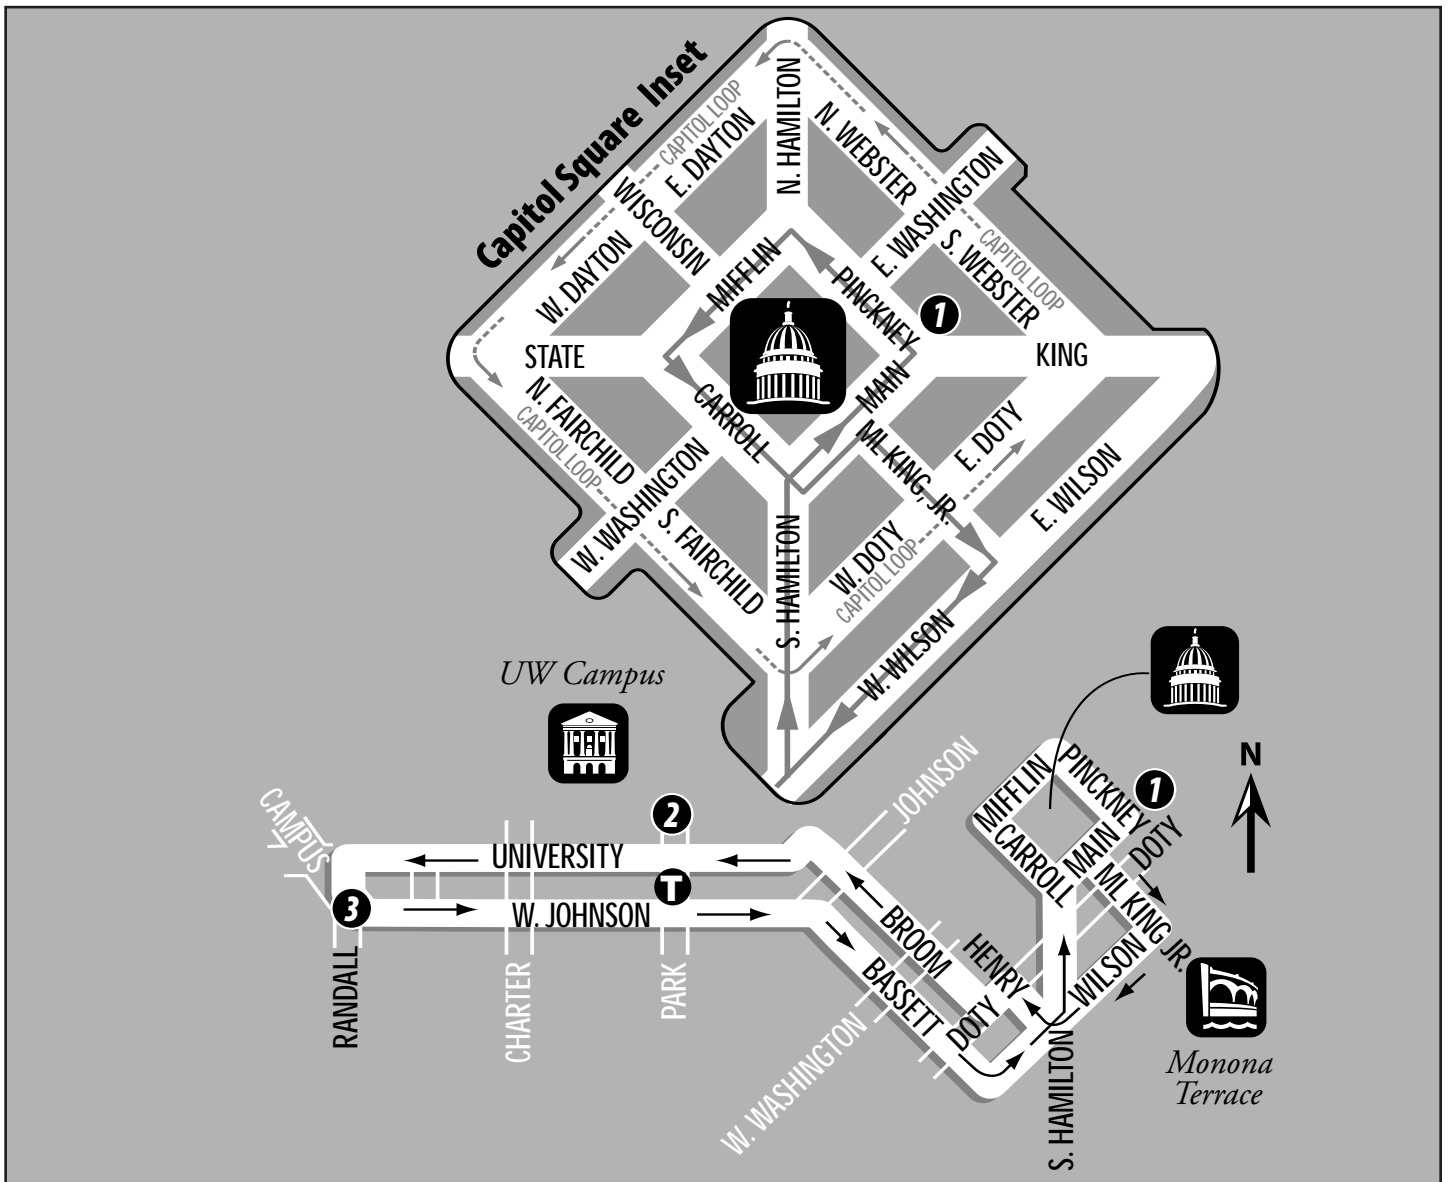 Capitol Square Inset
CAPITOL LOOP
E. DAYTON
N. HAMILTON
N. WEBSTER
WISCONSIN
E. WASHINGTON
W. DAYTON
MIFFLIN
PINCKNEY
S. WEBSTER
CAPITOL LOOP
1
STATE
KING
N. FAIRCHILD
CAPITOL LOOP
CARROLL
MAIN
ML KING, JR.
E. DOTY
W. WASHINGTON
S. FAIRCHILD
S. HAMILTON
W. DOTY
CAPITOL LOOP
E. WILSON
W. WILSON
UW Campus
JOHNSON
N
MIFFLIN
PINCKNEY
1
CAMPUS
2
UNIVERSITY
CARROLL
MAIN
DOTY
T
3
W. JOHNSON
ML KING JR.
BROOM
HENRY
WILSON
BASSETT
DOTY
RANDALL
CHARTER
PARK
W. WASHINGTON
S. HAMILTON
Monona
Terrace